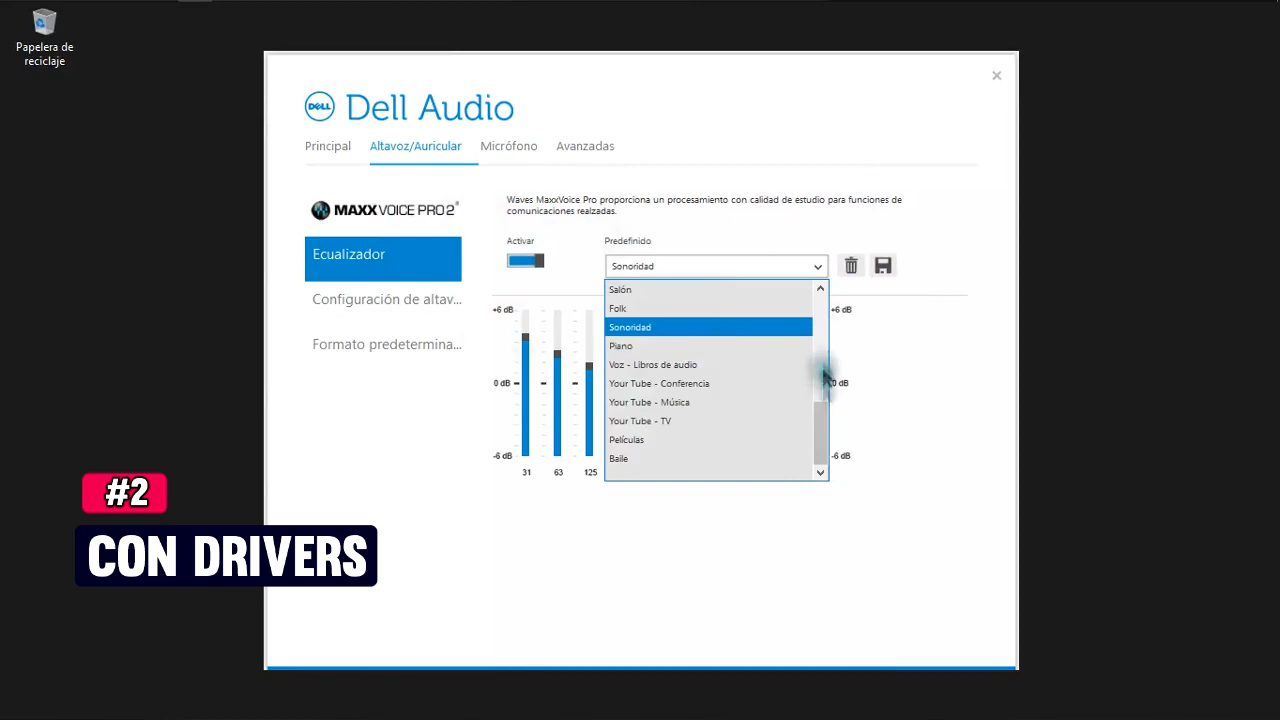 Papelera de
reciclaje
DELL
Dell Audio
Principal
Altavoz/Auricular
Micrófono
Avanzadas
MAXXVOICE PRO2®
Waves MaxxVoice Pro proporciona un procesamiento con calidad de estudio para funciones de
comunicaciones realzadas.
Ecualizador
Configuración de altav...
Formato predetermina...
Activar
Predefinido
Sonoridad
Salón
Folk
Sonoridad
Piano
Voz - Libros de audio
Your Tube - Conferencia
Your Tube - Música
Your Tube - TV
Películas
Baile
+6 dB
0 dB
-6 dB
31
63
125
+6 dB
0 dB
-6 dB
#2
CON DRIVERS